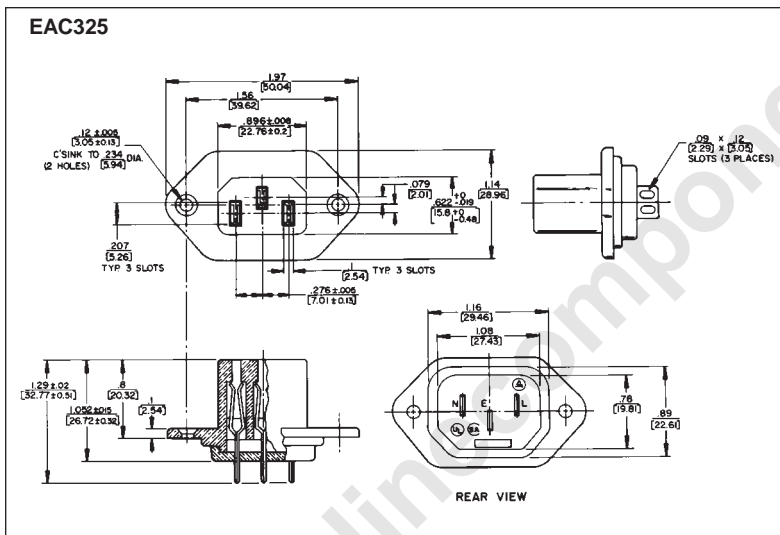 EAC325
1.97
[50.04]
1.56
[39.62]
.896±.008
[22.76±0.2]
.12±.005
[3.05±0.13]
C'SINK TO .234 DIA.
[5.94]
(2 HOLES)
.079
[2.01]
.622 +0 -.019
[15.8 +0 -0.48]
1.14
[28.96]
.09 x .12
[2.29] x [3.05]
SLOTS (3 PLACES)
.207
[5.26]
TYP. 3 SLOTS
.1
[2.54]
TYP 3 SLOTS
.276±.005
[7.01±0.13]
1.29±.02
[32.77±0.51]
1.052±.015
[26.72±0.32]
.8
[20.32]
.1
[2.54]
1.16
[29.46]
1.08
[27.43]
N E L
UL SA
.78
[19.81]
.89
[22.61]
REAR VIEW